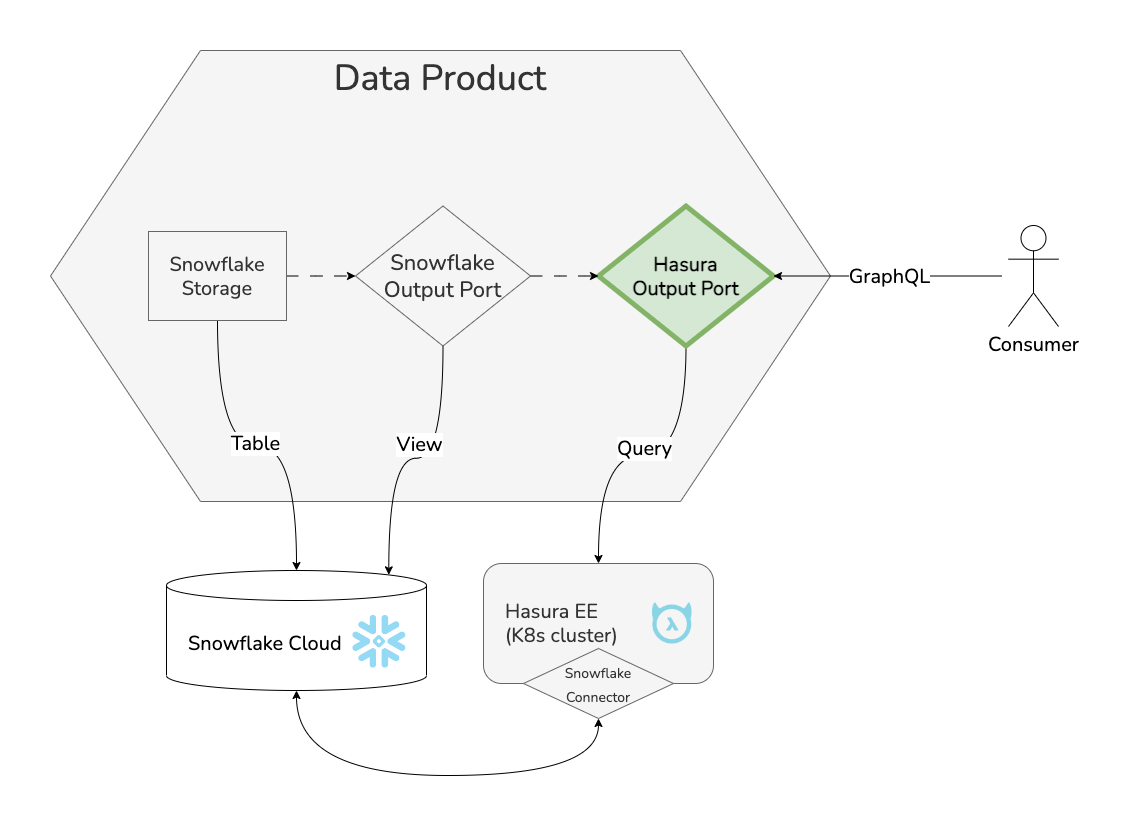 Data Product
Snowflake
Storage
Snowflake
Output Port
Hasura
Output Port
GraphQL
Consumer
Table
View
Query
Snowflake Cloud
Hasura EE
(K8s cluster)
λ
Snowflake
Connector